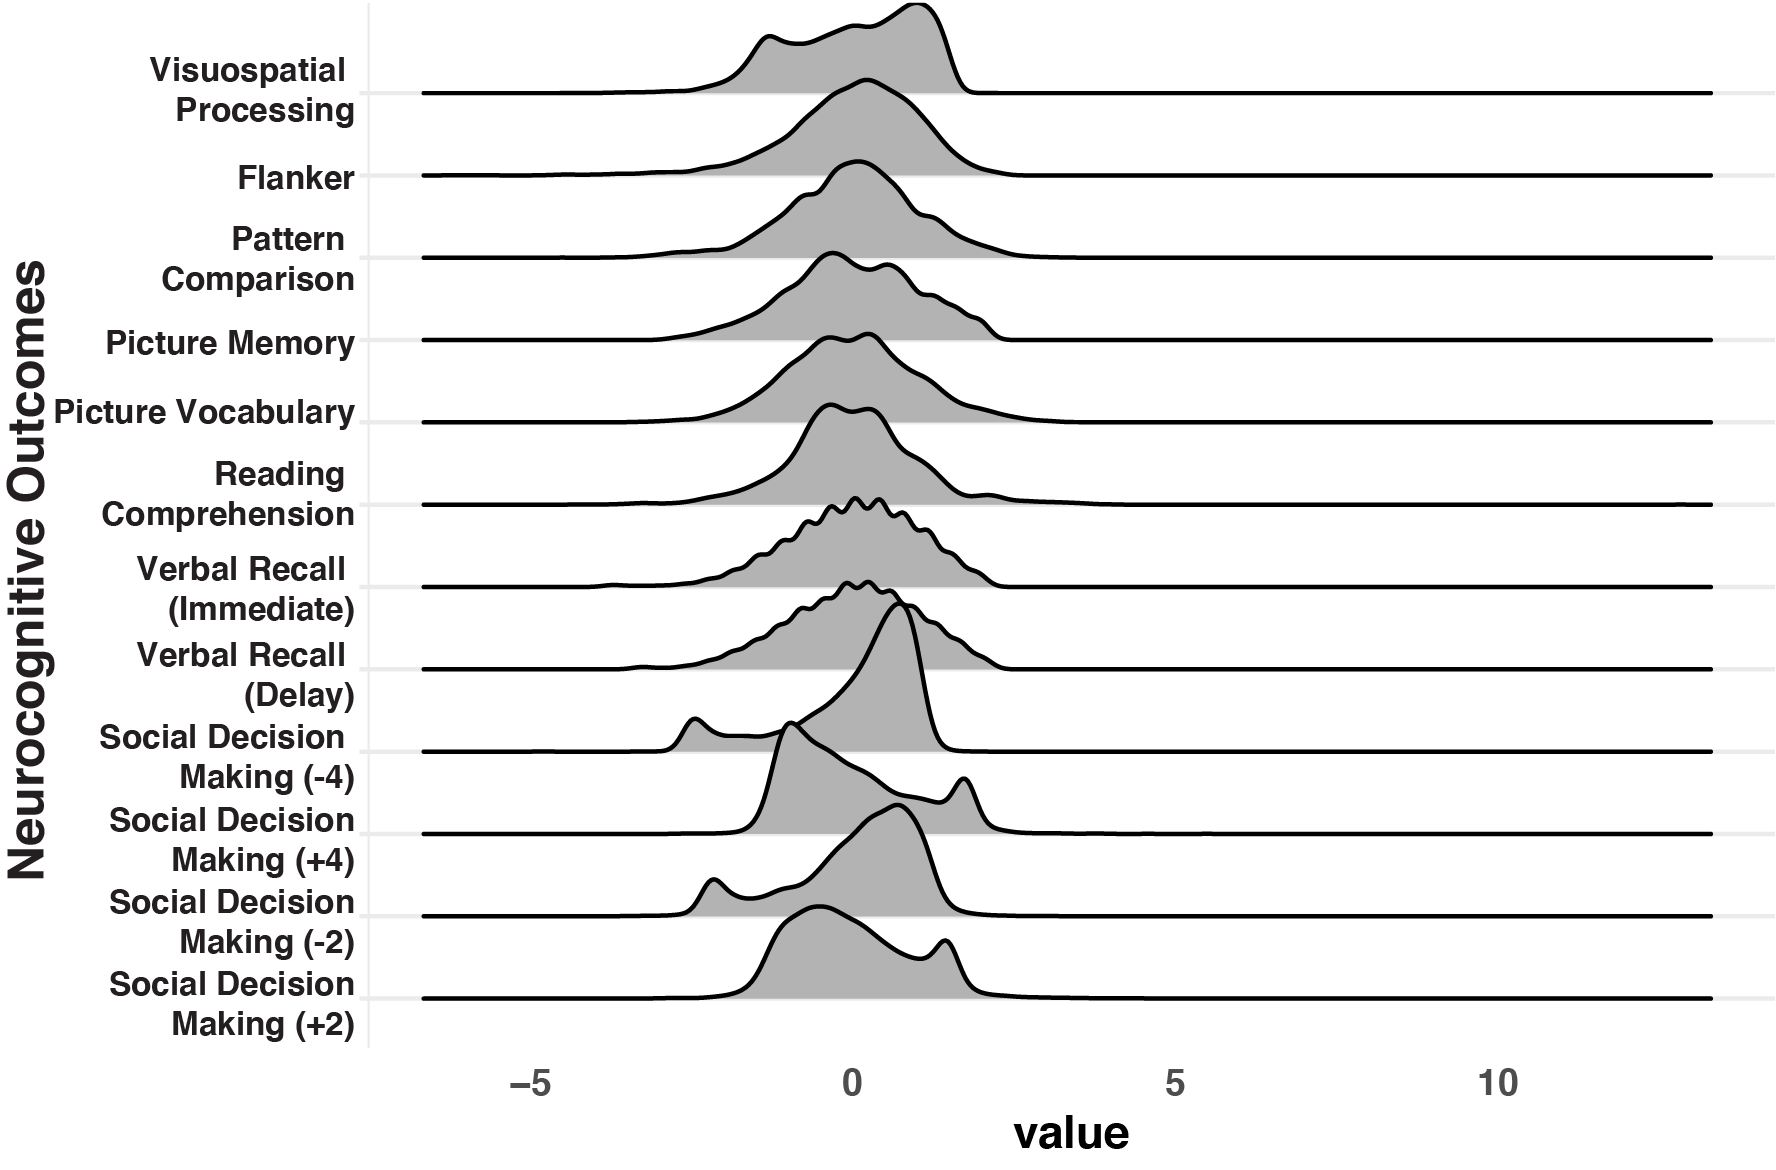 Neurocognitive Outcomes
Visuospatial
Processing
Flanker
Pattern
Comparison
Picture Memory
Picture Vocabulary
Reading
Comprehension
Verbal Recall
(Immediate)
Verbal Recall
(Delay)
Social Decision
Making (-4)
Social Decision
Making (+4)
Social Decision
Making (-2)
Social Decision
Making (+2)
−5 0 5 10
value